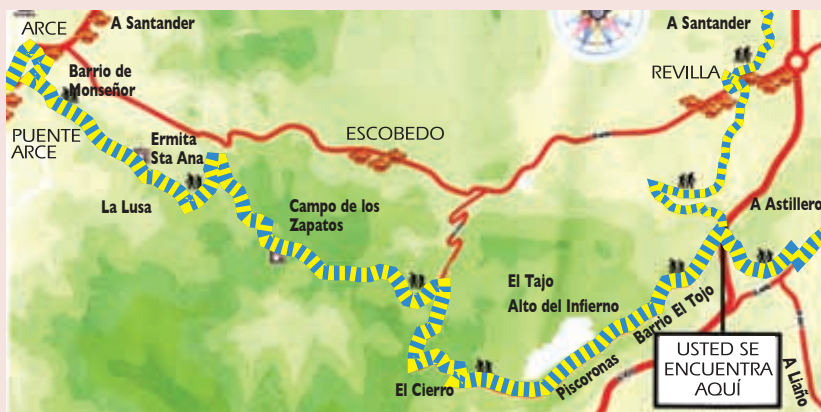 ARCE
A Santander
A Santander
Barrio de
Monseñor
REVILLA
PUENTE
ARCE
Ermita
Sta Ana
ESCOBEDO
La Lusa
Campo de los
Zapatos
A Astillero
El Tajo
Alto del Infierno
Barrio El Tojo
Piscoronas
El Cierro
USTED SE
ENCUENTRA
AQUÍ
A Liaño